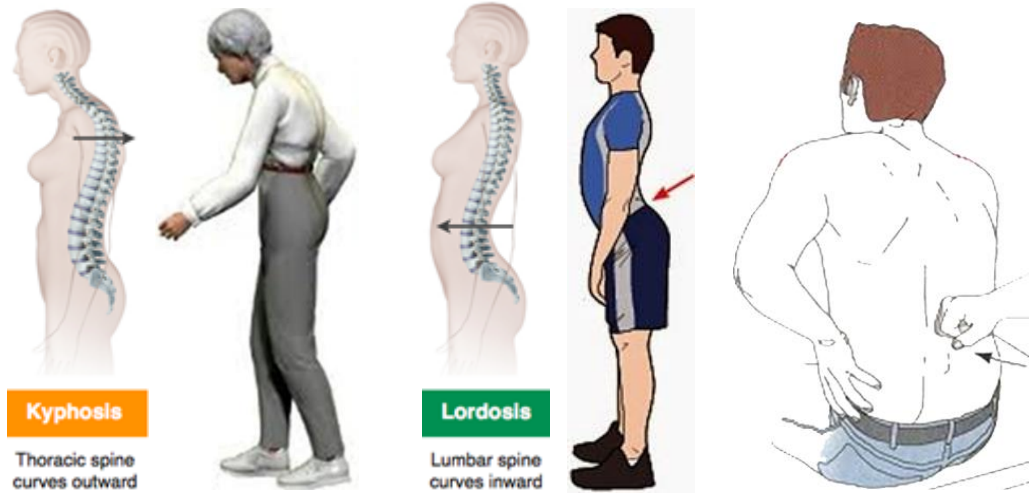 Kyphosis
Thoracic spine
curves outward
Lordosis
Lumbar spine
curves inward